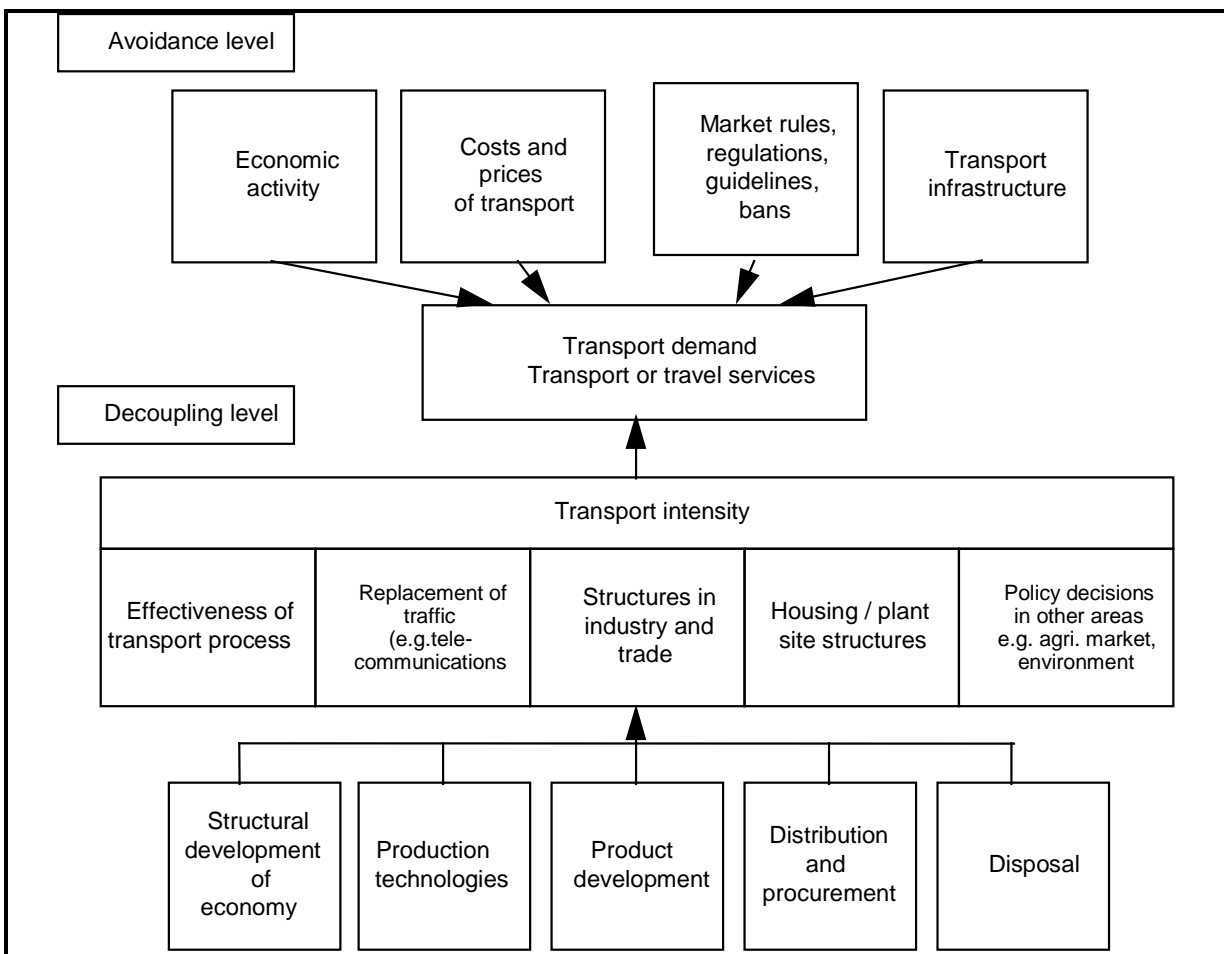 Avoidance level
Economic
activity
Costs and
prices
of transport
Market rules,
regulations,
guidelines,
bans
Transport
infrastructure
Transport demand
Transport or travel services
Decoupling level
Transport intensity
Effectiveness of
transport process
Replacement of
traffic
(e.g.tele-
communications
Structures in
industry and
trade
Housing / plant
site structures
Policy decisions
in other areas
e.g. agri. market,
environment
Structural
development
of
economy
Production
technologies
Product
development
Distribution
and
procurement
Disposal